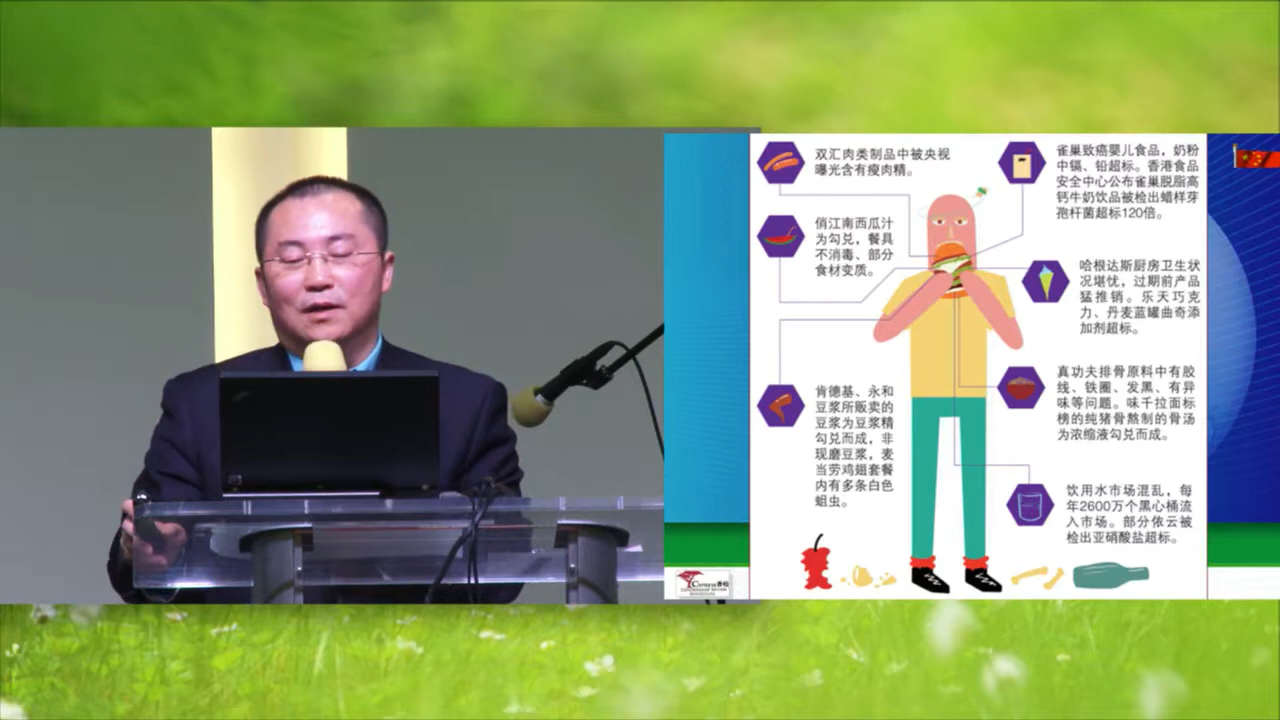 双汇肉类制品中被央视
曝光含有瘦肉精。
俏江南西瓜汁
为勾兑，餐具
不消毒、部分
食材变质。
肯德基、永和
豆浆所贩卖的
豆浆为豆浆精
勾兑而成，非
现磨豆浆，麦
当劳鸡翅套餐
内有多条白色
蛆虫。
雀巢致癌婴儿食品，奶粉
中镉、铅超标。香港食品
安全中心公布雀巢脱脂高
钙牛奶饮品被检出蜡样芽
孢杆菌超标120倍。
哈根达斯厨房卫生状
况堪忧，过期前产品
猛推销。乐天巧克
力、丹麦蓝罐曲奇添
加剂超标。
真功夫排骨原料中有胶
线、铁圈、发黑、有异
味等问题。味千拉面标
榜的纯猪骨熬制的骨汤
为浓缩液勾兑而成。
饮用水市场混乱，每
年2600万个黑心桶流
入市场。部分依云被
检出亚硝酸盐超标。